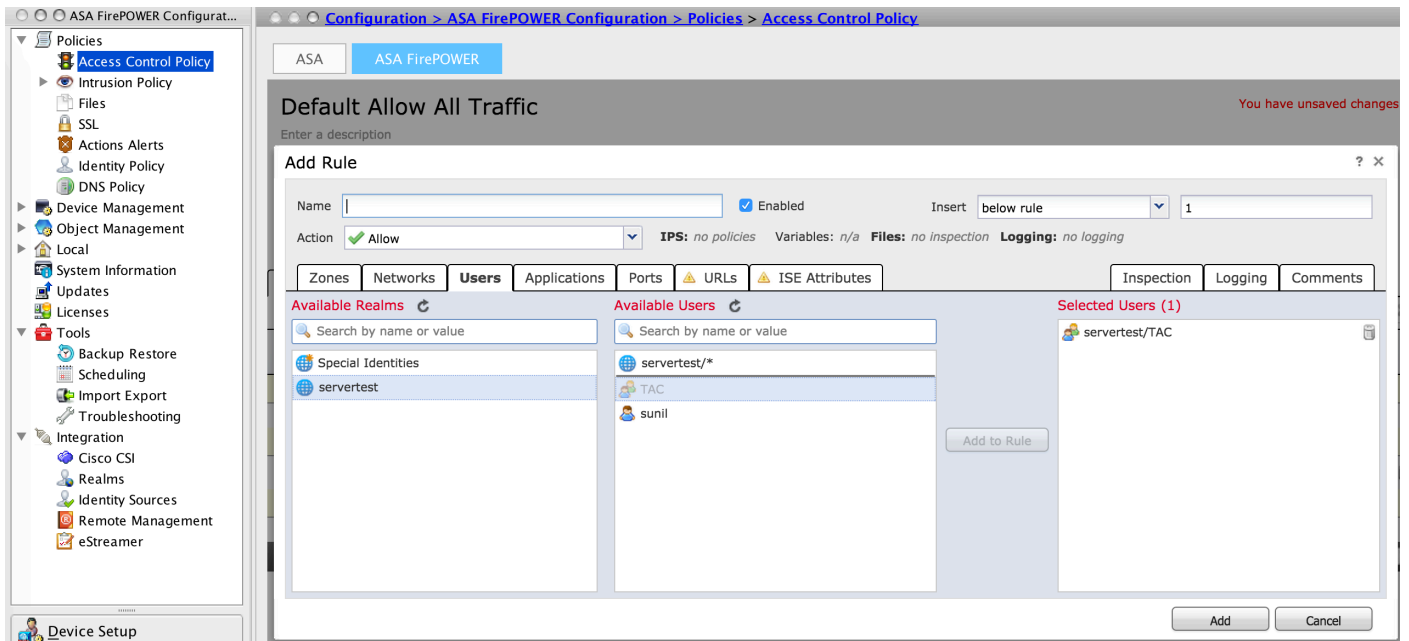 ASA FirePOWER Configurat...
Policies
Access Control Policy
Intrusion Policy
Files
SSL
Actions Alerts
Identity Policy
DNS Policy
Device Management
Object Management
Local
System Information
Updates
Licenses
Tools
Backup Restore
Scheduling
Import Export
Troubleshooting
Integration
Cisco CSI
Realms
Identity Sources
Remote Management
eStreamer
Device Setup
Configuration > ASA FirePOWER Configuration > Policies > Access Control Policy
ASA ASA FirePOWER
Default Allow All Traffic You have unsaved changes
Enter a description
Add Rule ? ×
Name Enabled Insert below rule 1
Action Allow IPS: no policies Variables: n/a Files: no inspection Logging: no logging
Zones Networks Users Applications Ports URLs ISE Attributes Inspection Logging Comments
Available Realms Available Users Selected Users (1)
Search by name or value Search by name or value servertest/TAC
Special Identities servertest/*
servertest TAC
sunil
Add to Rule
Add Cancel